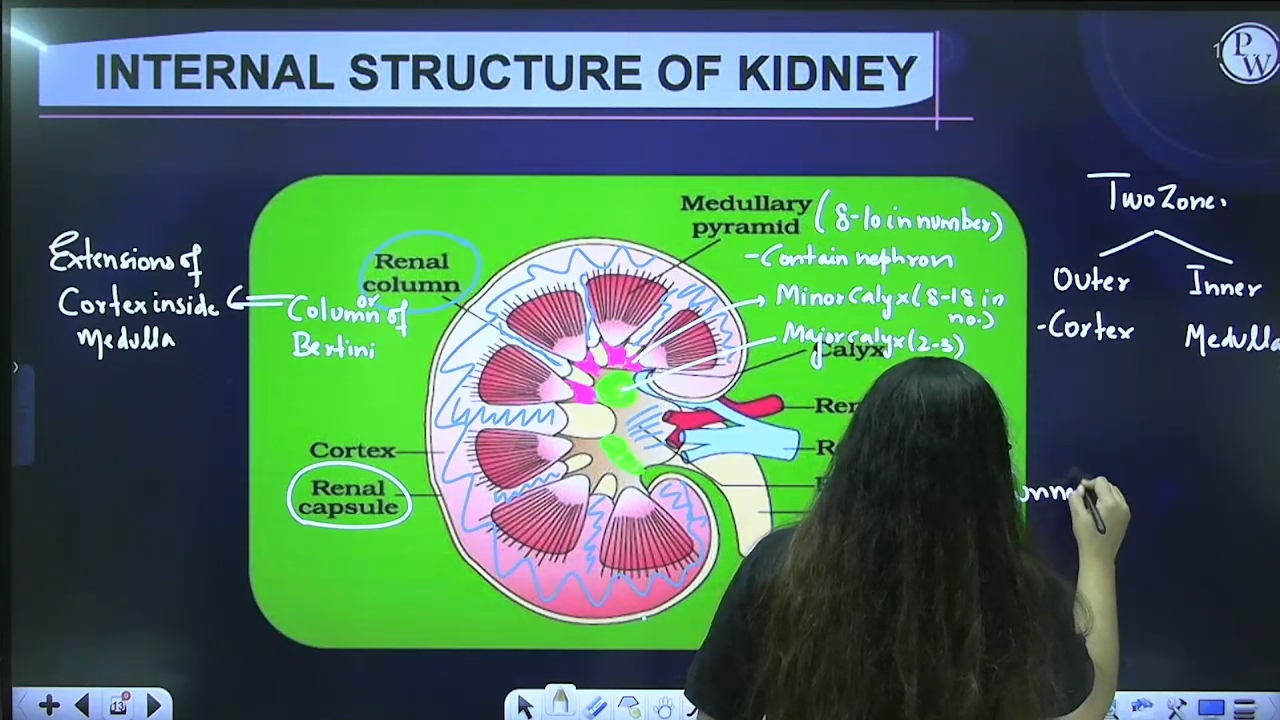 INTERNAL STRUCTURE OF KIDNEY
PW
Medullary
pyramid
(8-10 in number)
-Contain nephron
Minor Calyx (8-18 in
no.)
Major calyx (2-3)
Calyx
Renal
column
or
Column of
Bertini
Extensions of
Cortex inside
Medulla
Cortex
Renal
capsule
Two Zone.
Outer
-Cortex
Inner
Medulla
13